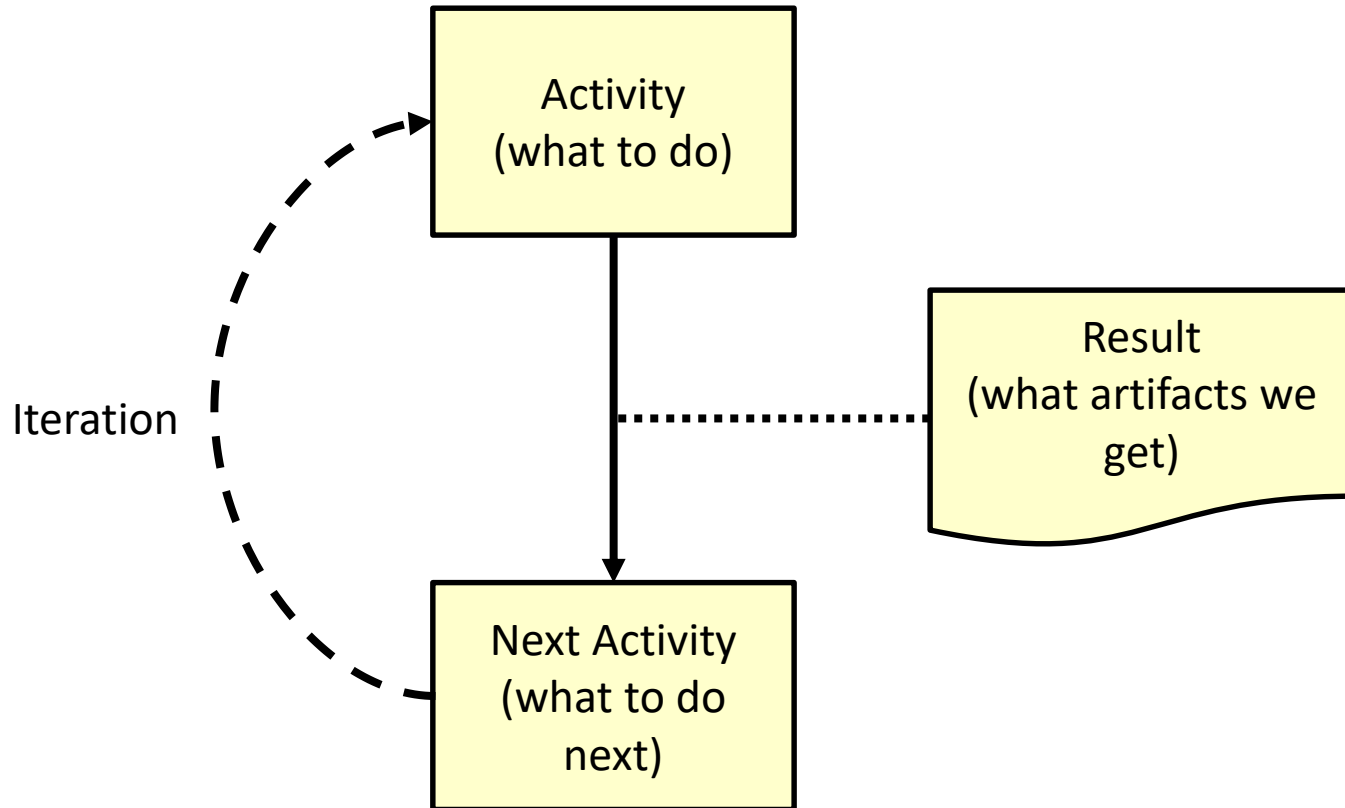 Activity
(what to do)
Result
(what artifacts we
get)
Iteration
Next Activity
(what to do
next)